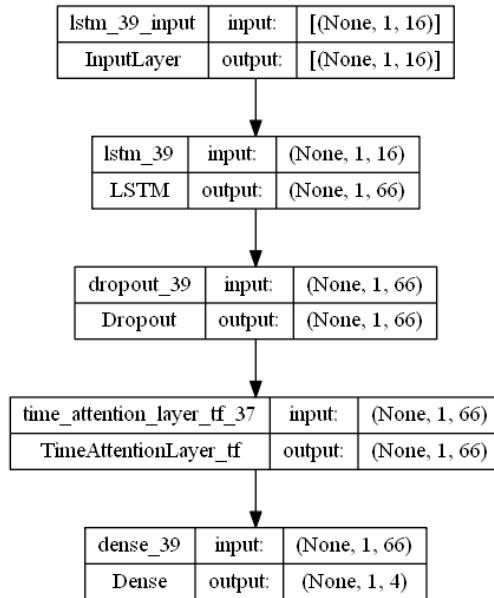 lstm_39_input input: [(None, 1, 16)]
InputLayer output: [(None, 1, 16)]
lstm_39 input: (None, 1, 16)
LSTM output: (None, 1, 66)
dropout_39 input: (None, 1, 66)
Dropout output: (None, 1, 66)
time_attention_layer_tf_37 input: (None, 1, 66)
TimeAttentionLayer_tf output: (None, 1, 66)
dense_39 input: (None, 1, 66)
Dense output: (None, 1, 4)